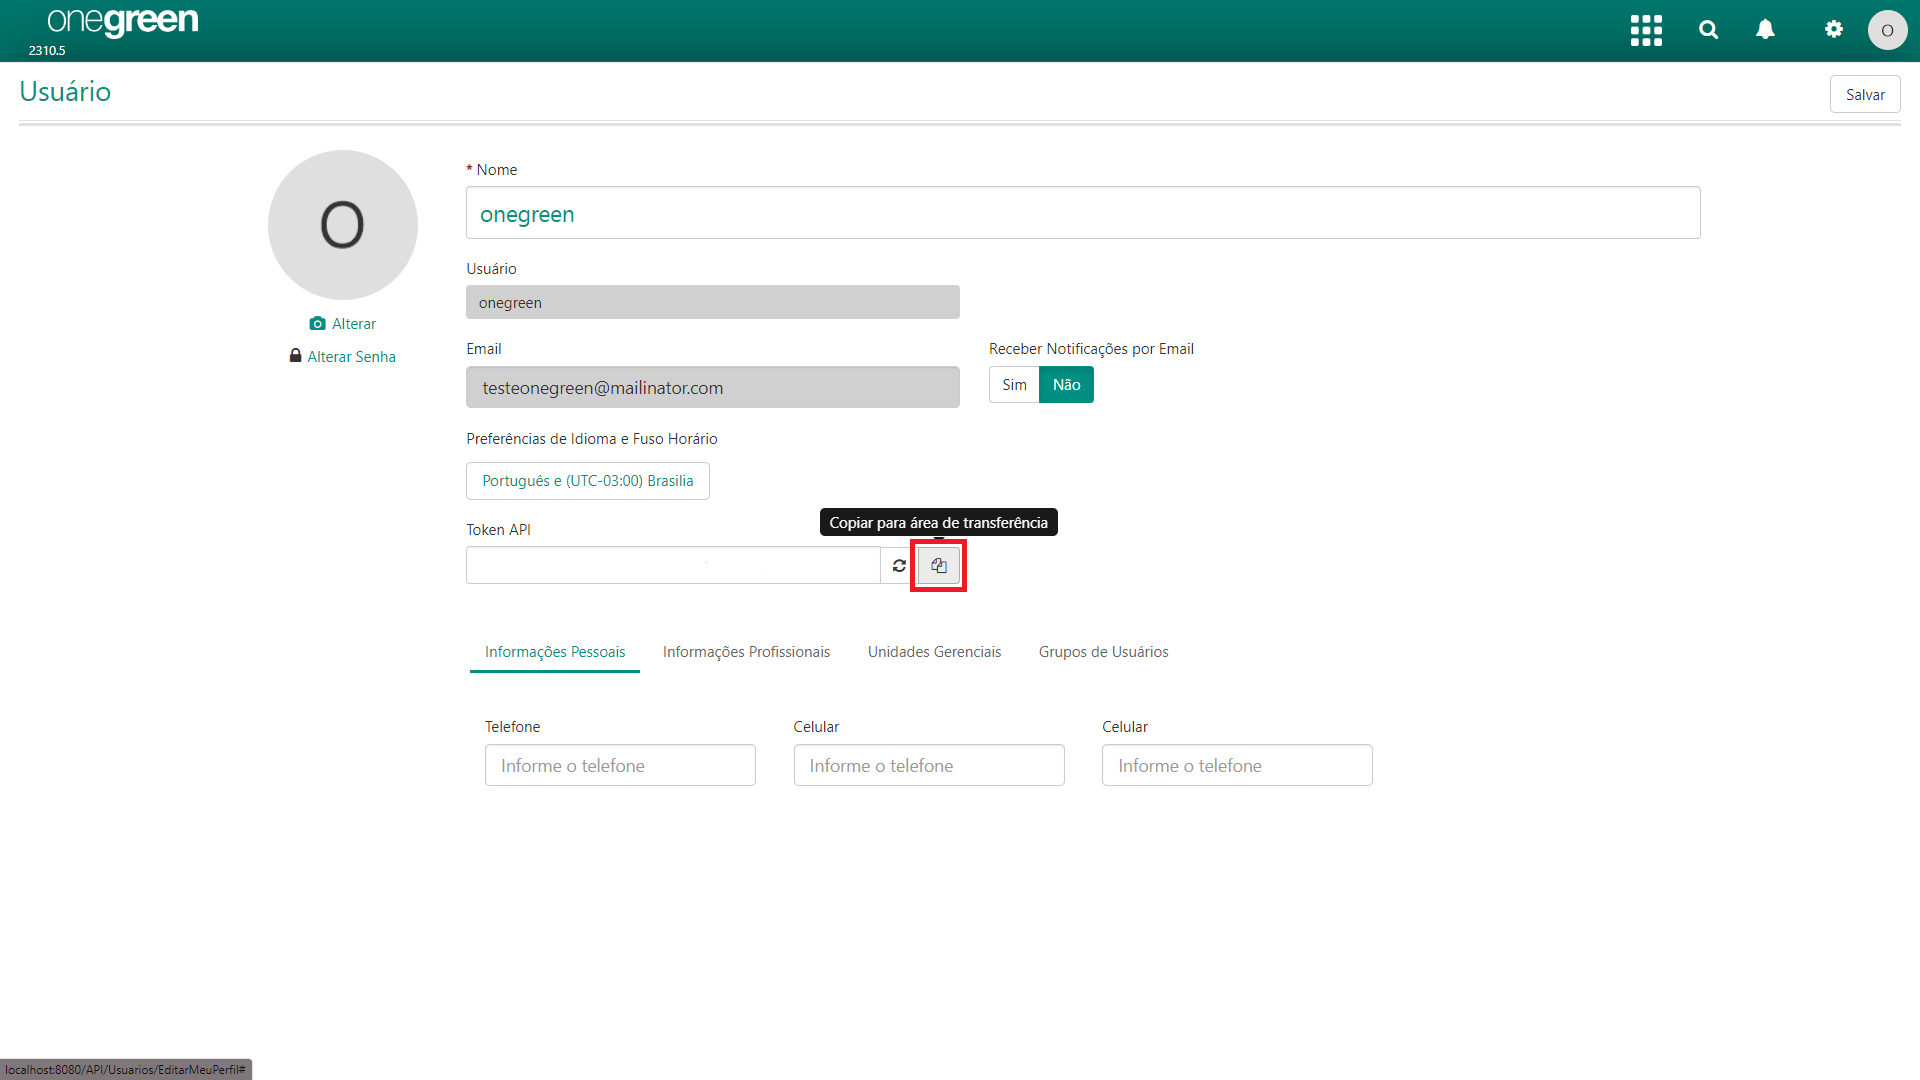 onegreen
2310.5
O
Usuário
Salvar
O
Alterar
Alterar Senha
* Nome
onegreen
Usuário
onegreen
Email
testeonegreen@mailinator.com
Receber Notificações por Email
Sim Não
Preferências de Idioma e Fuso Horário
Português e (UTC-03:00) Brasilia
Copiar para área de transferência
Token API
Informações Pessoais Informações Profissionais Unidades Gerenciais Grupos de Usuários
Telefone Celular Celular
Informe o telefone Informe o telefone Informe o telefone
localhost:8080/API/Usuarios/EditarMeuPerfil#